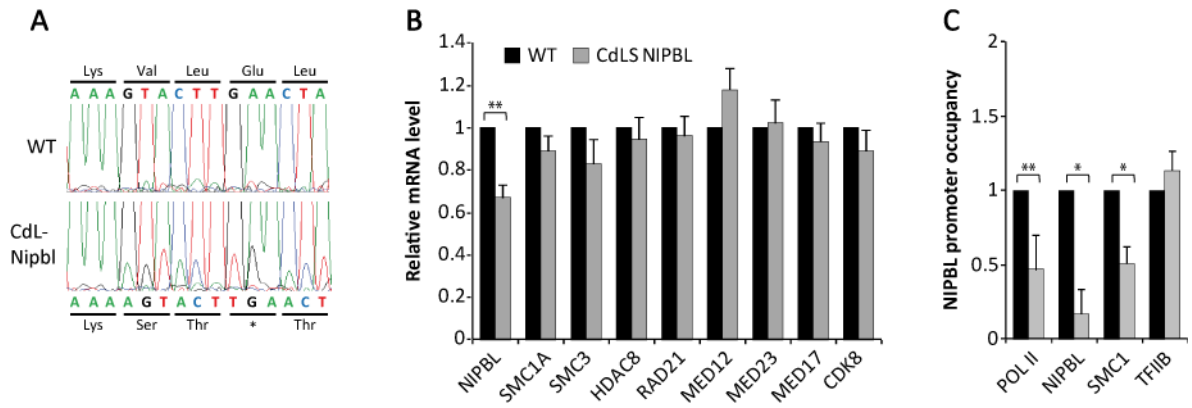 A
Lys Val Leu Glu Leu
A A A G T A C T T G A A C T A
WT
CdL-
Nipbl
A A A A G T A C T T G A A C T
Lys Ser Thr * Thr
B
Relative mRNA level
1.4
1.2
1
0.8
0.6
0.4
0.2
0
WT CdLS NIPBL
**
NIPBL SMC1A SMC3 HDAC8 RAD21 MED12 MED23 MED17 CDK8
C
NIPBL promoter occupancy
2
1.5
1
0.5
0
** * *
POL II NIPBL SMC1 TFIIB